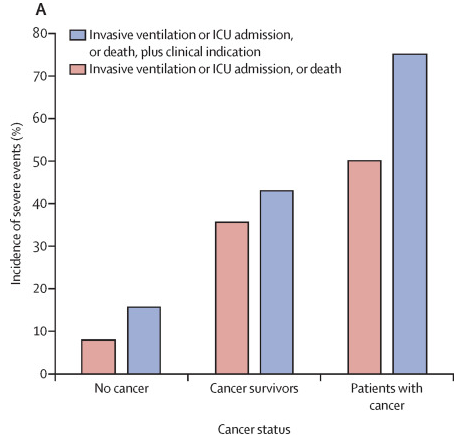 A
Invasive ventilation or ICU admission,
or death, plus clinical indication
Invasive ventilation or ICU admission, or death
Incidence of severe events (%)
80
70
60
50
40
30
20
10
0
No cancer
Cancer survivors
Patients with
cancer
Cancer status